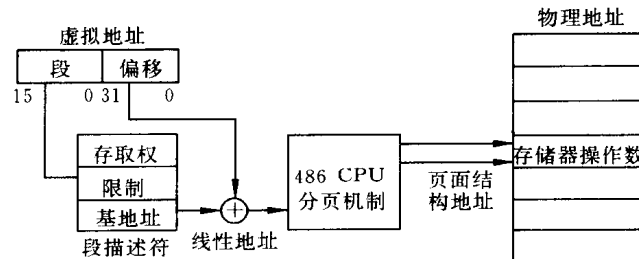 虚拟地址
段 偏移
15 0 31 0
存取权
限制
基地址
段描述符
线性地址
486 CPU
分页机制
页面结
构地址
物理地址
存储器操作数